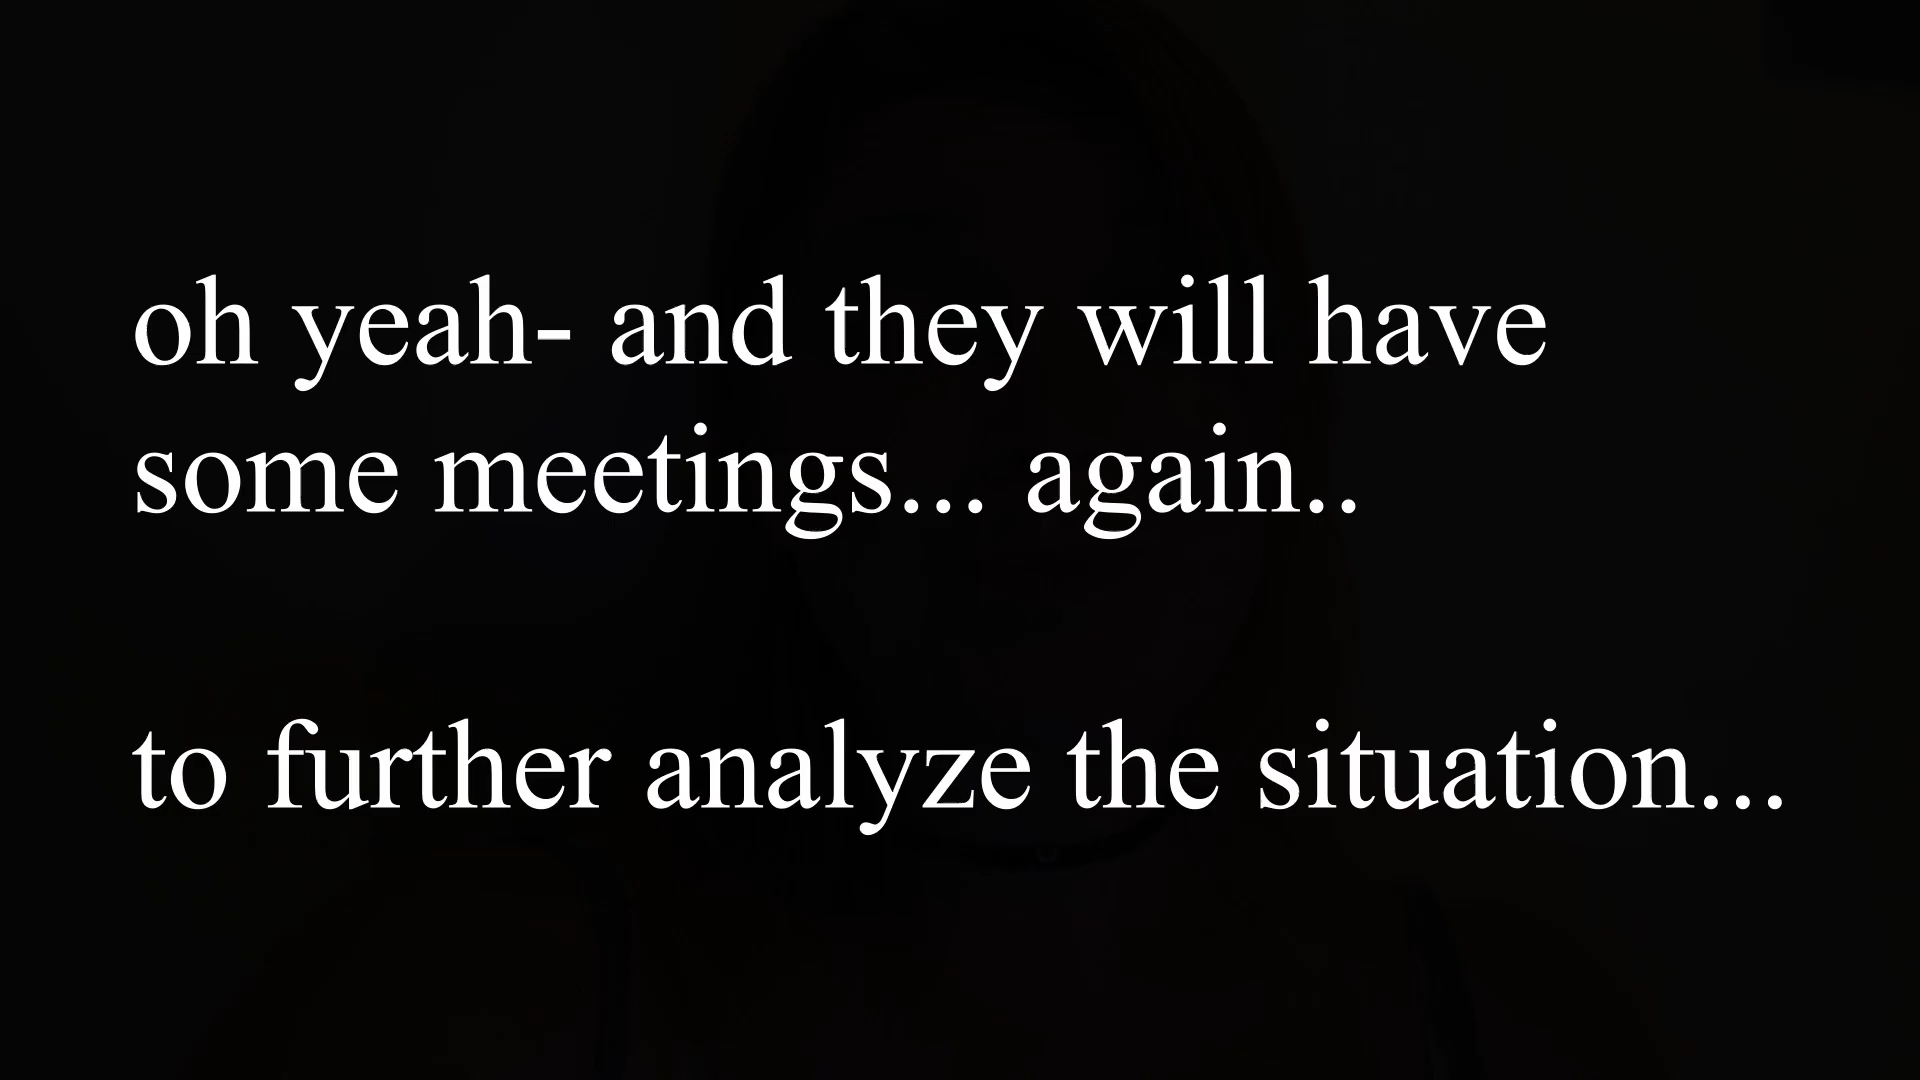 oh yeah- and they will have
some meetings... again..
to further analyze the situation...